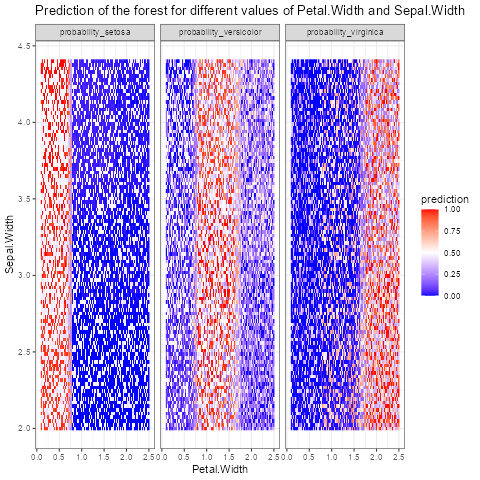 Prediction of the forest for different values of Petal.Width and Sepal.Width
probability_setosa probability_versicolor probability_virginica
4.5
4.0
3.5
3.0
2.5
2.0
Sepal.Width
0.0 0.5 1.0 1.5 2.0 2.5 0.0 0.5 1.0 1.5 2.0 2.5 0.0 0.5 1.0 1.5 2.0 2.5
Petal.Width
prediction
1.00
0.75
0.50
0.25
0.00